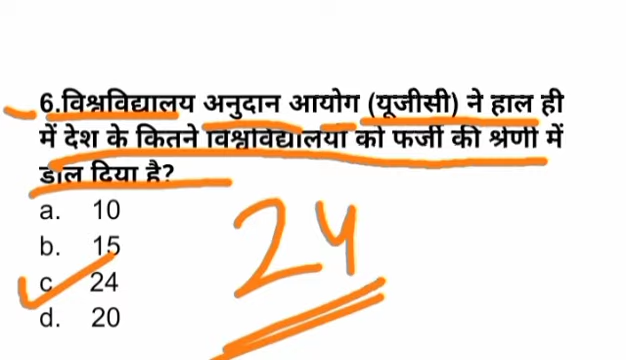 6.विश्वविद्यालय अनुदान आयोग (यूजीसी) ने हाल ही
में देश के कितने विश्वविद्यालयों को फर्जी की श्रेणी में
डाल दिया है?
a. 10
b. 15
c. 24
d. 20
24